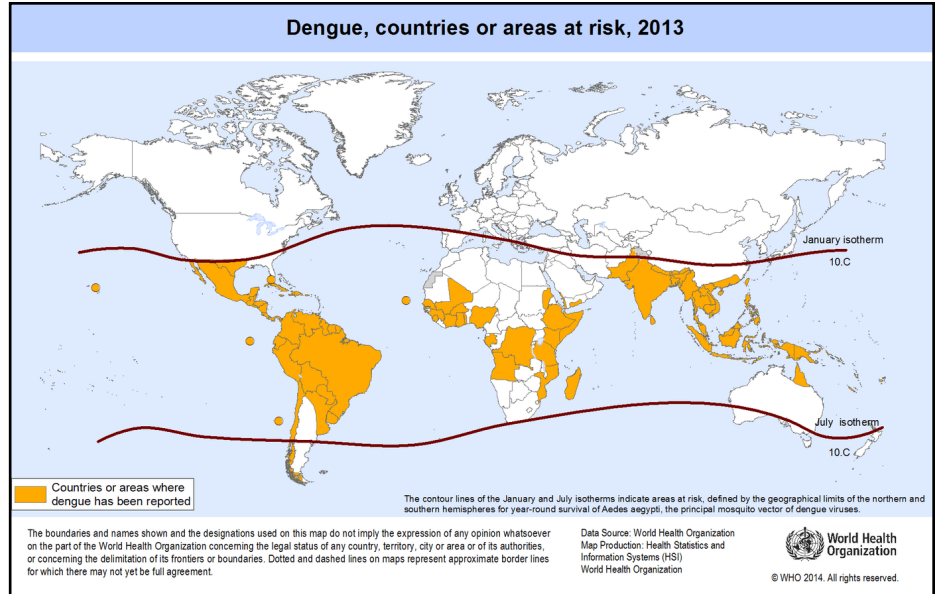 Dengue, countries or areas at risk, 2013
January isotherm
10.C
July isotherm
10.C
Countries or areas where
dengue has been reported
The contour lines of the January and July isotherms indicate areas at risk, defined by the geographical limits of the northern and
southern hemispheres for year-round survival of Aedes aegypti, the principal mosquito vector of dengue viruses.
The boundaries and names shown and the designations used on this map do not imply the expression of any opinion whatsoever
on the part of the World Health Organization concerning the legal status of any country, territory, city or area or of its authorities,
or concerning the delimitation of its frontiers or boundaries. Dotted and dashed lines on maps represent approximate border lines
for which there may not yet be full agreement.
Data Source: World Health Organization
Map Production: Health Statistics and
Information Systems (HSI)
World Health Organization
World Health
Organization
© WHO 2014. All rights reserved.